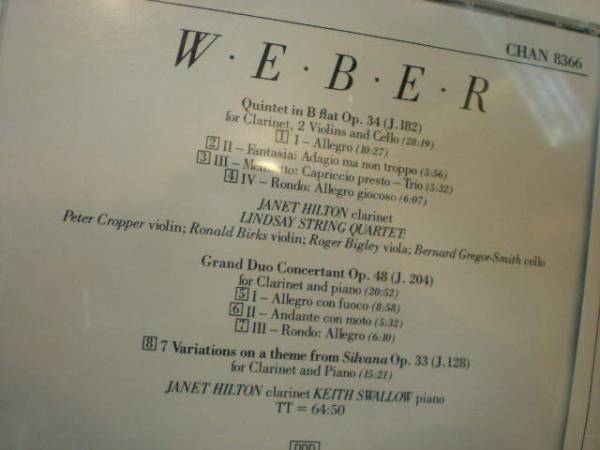 CHAN 8366
W·E·B·E·R
Quintet in B flat Op. 34 (J.182)
for Clarinet, 2 Violins and Cello (28:19)
1 I – Allegro (10:27)
2 II – Fantasia: Adagio ma non troppo (5:56)
3 III – Menuetto: Capriccio presto – Trio (5:32)
4 IV – Rondo: Allegro giocoso (6:07)
JANET HILTON clarinet
LINDSAY STRING QUARTET:
Peter Cropper violin; Ronald Birks violin; Roger Bigley viola; Bernard Gregor-Smith cello
Grand Duo Concertant Op. 48 (J. 204)
for Clarinet and piano (20:52)
5 I – Allegro con fuoco (8:58)
6 II – Andante con moto (5:32)
7 III – Rondo: Allegro (6:10)
8 7 Variations on a theme from Silvana Op. 33 (J.128)
for Clarinet and Piano (15:21)
JANET HILTON clarinet KEITH SWALLOW piano
TT = 64:50
DDD